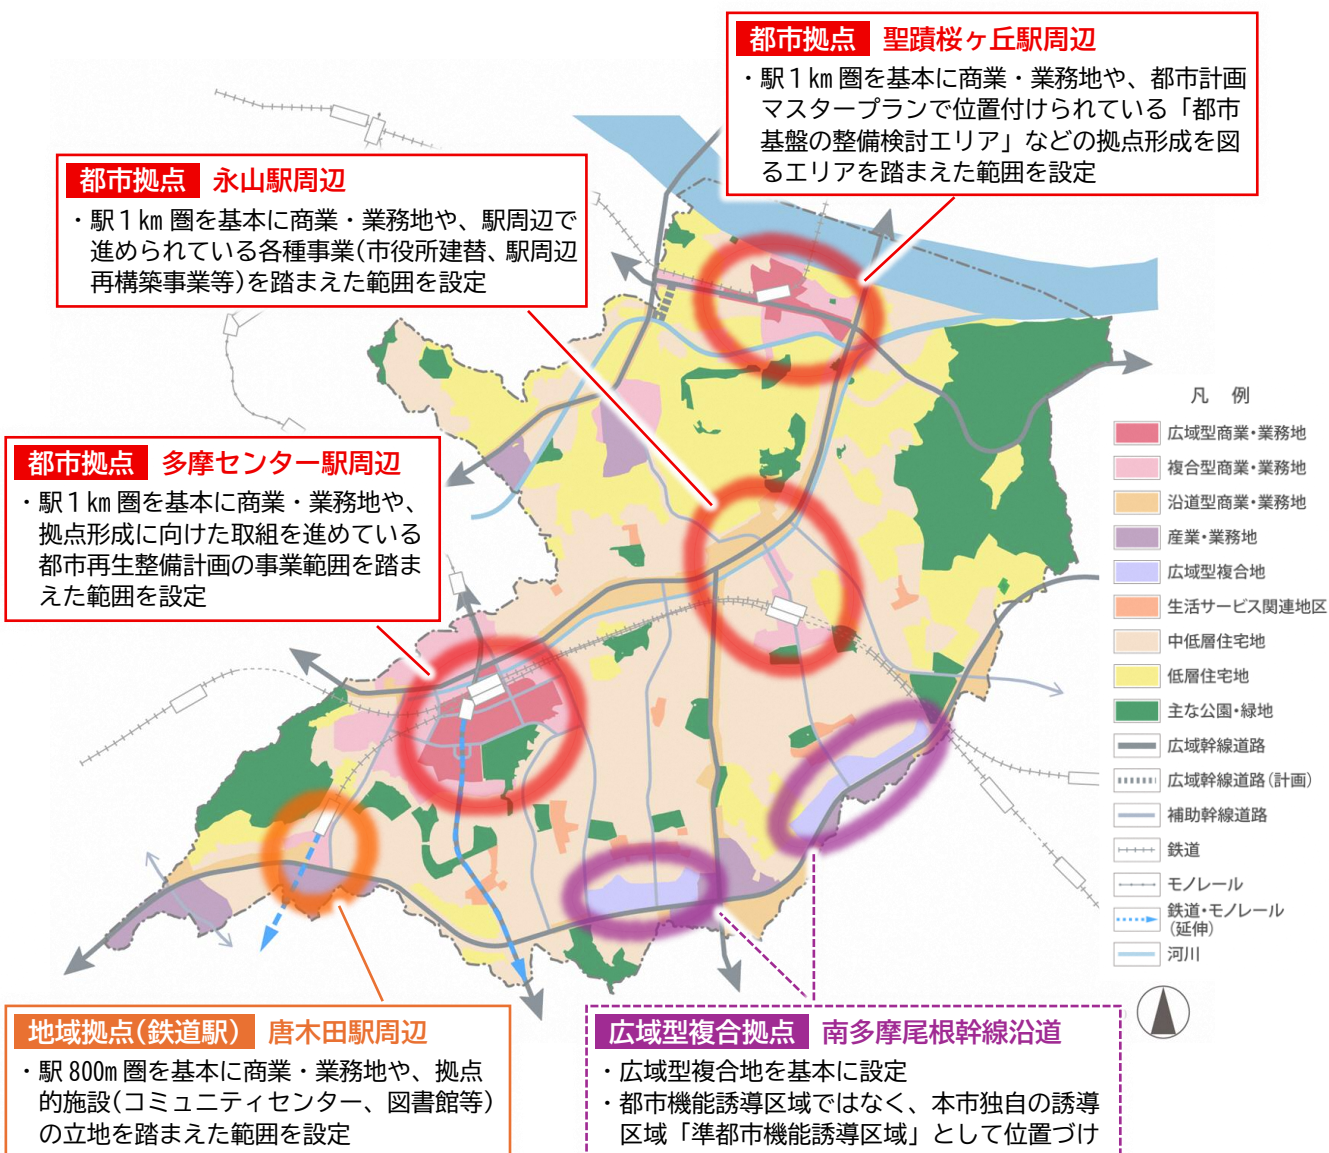 都市拠点 聖蹟桜ヶ丘駅周辺
・駅1km圏を基本に商業・業務地や、都市計画
マスタープランで位置付けられている「都市
基盤の整備検討エリア」などの拠点形成を図
るエリアを踏まえた範囲を設定
都市拠点 永山駅周辺
・駅1km圏を基本に商業・業務地や、駅周辺で
進められている各種事業(市役所建替、駅周辺
再構築事業等)を踏まえた範囲を設定
都市拠点 多摩センター駅周辺
・駅1km圏を基本に商業・業務地や、
拠点形成に向けた取組を進めている
都市再生整備計画の事業範囲を踏ま
えた範囲を設定
凡 例
広域型商業・業務地
複合型商業・業務地
沿道型商業・業務地
産業・業務地
広域型複合地
生活サービス関連地区
中低層住宅地
低層住宅地
主な公園・緑地
広域幹線道路
広域幹線道路(計画)
補助幹線道路
鉄道
モノレール
鉄道・モノレール
(延伸)
河川
地域拠点(鉄道駅) 唐木田駅周辺
・駅800m圏を基本に商業・業務地や、拠点
的施設(コミュニティセンター、図書館等)
の立地を踏まえた範囲を設定
広域型複合拠点 南多摩尾根幹線沿道
・広域型複合地を基本に設定
・都市機能誘導区域ではなく、本市独自の誘導
区域「準都市機能誘導区域」として位置づけ